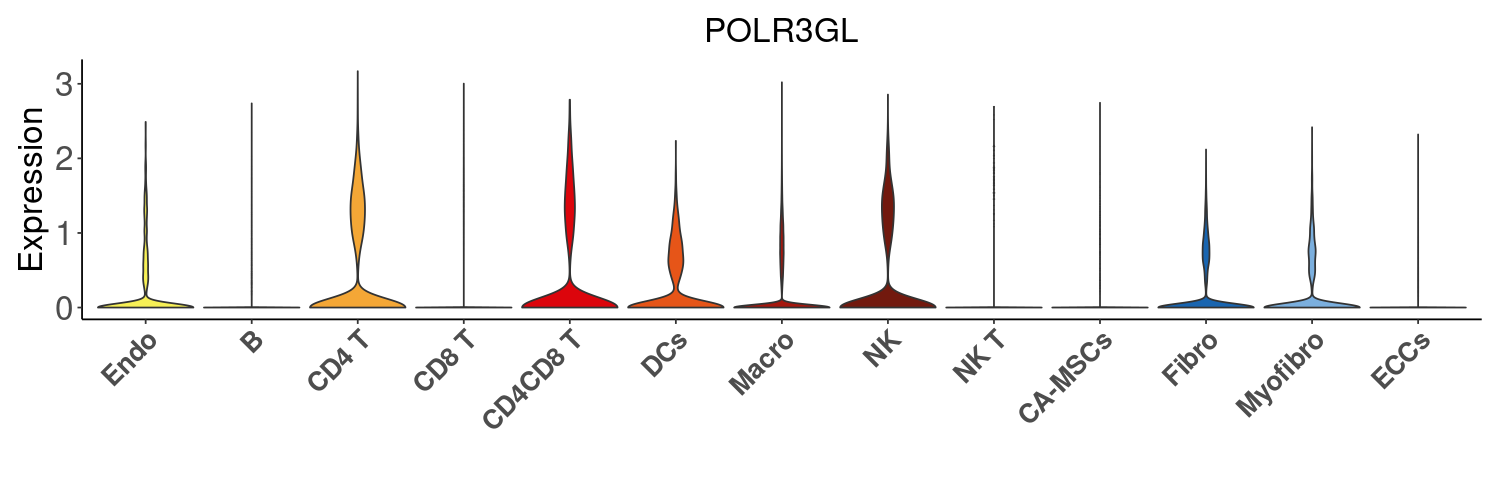 POLR3GL
Expression
3
2
1
0
Endo
B
CD4 T
CD8 T
CD4CD8 T
DCs
Macro
NK
NK T
CA-MSCs
Fibro
Myofibro
ECCs